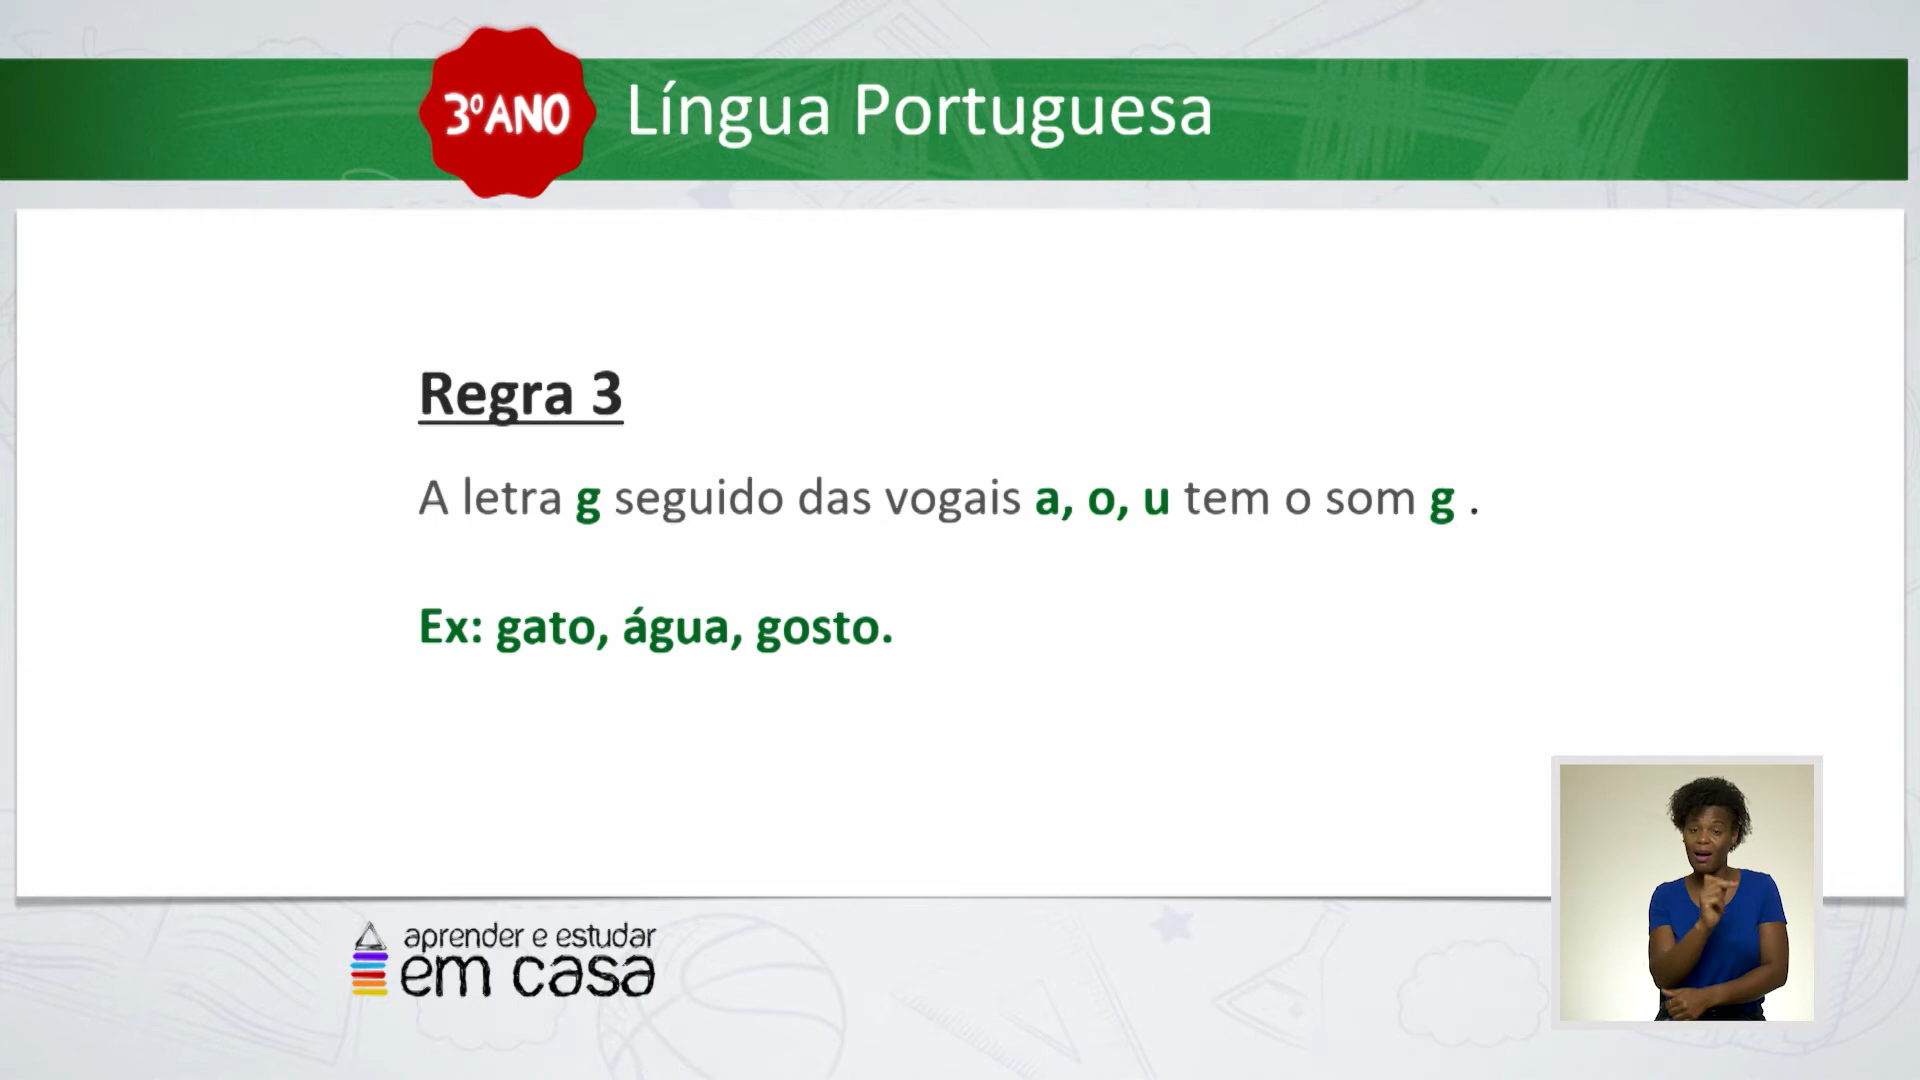 3ºANO
Língua Portuguesa
Regra 3
A letra g seguido das vogais a, o, u tem o som g .
Ex: gato, água, gosto.
aprender e estudar
em casa